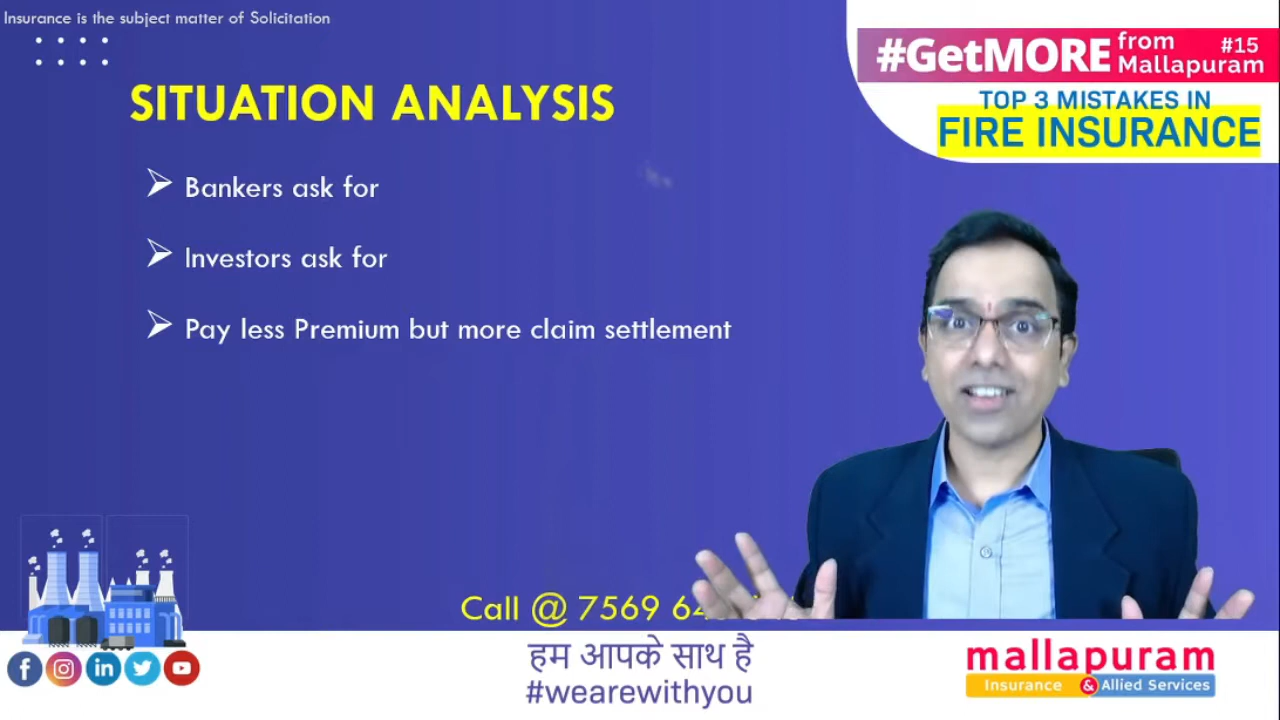 Insurance is the subject matter of Solicitation
#GetMORE from Mallapuram #15
TOP 3 MISTAKES IN
FIRE INSURANCE
SITUATION ANALYSIS
Bankers ask for
Investors ask for
Pay less Premium but more claim settlement
Call @ 7569
हम आपके साथ है
#wearewithyou
mallapuram
Insurance & Allied Services